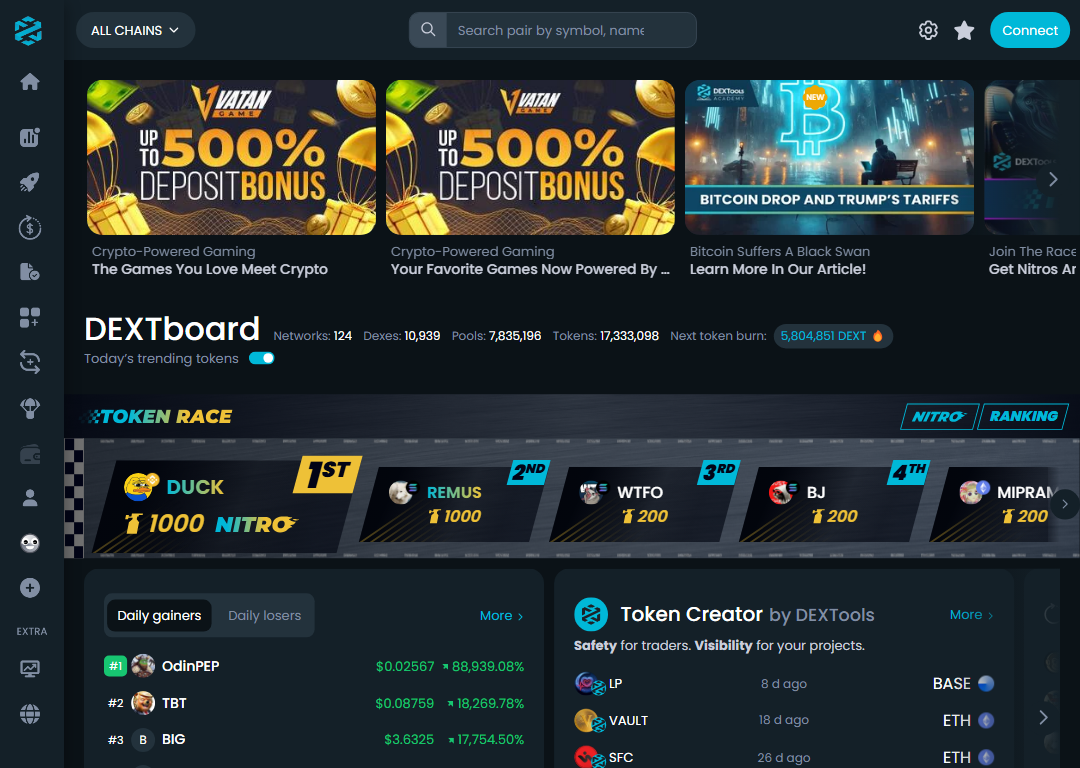 ALL CHAINS
Search pair by symbol, name
Connect
VATAN
GAME
UP TO 500%
DEPOSIT BONUS
Crypto-Powered Gaming
The Games You Love Meet Crypto
VATAN
GAME
UP TO 500%
DEPOSIT BONUS
Crypto-Powered Gaming
Your Favorite Games Now Powered By ...
DEXTools
ACADEMY
NEW
BITCOIN DROP AND TRUMP'S TARIFFS
Bitcoin Suffers A Black Swan
Learn More In Our Article!
Join The Race
Get Nitros
DEXTboard
Networks: 124 Dexes: 10,939 Pools: 7,835,196 Tokens: 17,333,098 Next token burn: 5,804,851 DEXT
Today's trending tokens
TOKEN RACE
NITRO
RANKING
1ST
DUCK
1000 NITRO
2ND
REMUS
1000
3RD
WTFO
200
4TH
BJ
200
MIPRAM
200
Daily gainers Daily losers More
#1 OdinPEP $0.02567 88,939.08%
#2 TBT $0.08759 18,269.78%
#3 B BIG $3.6325 17,754.50%
Token Creator by DEXTools More
Safety for traders. Visibility for your projects.
LP 8 d ago BASE
VAULT 18 d ago ETH
SFC 26 d ago ETH
EXTRA